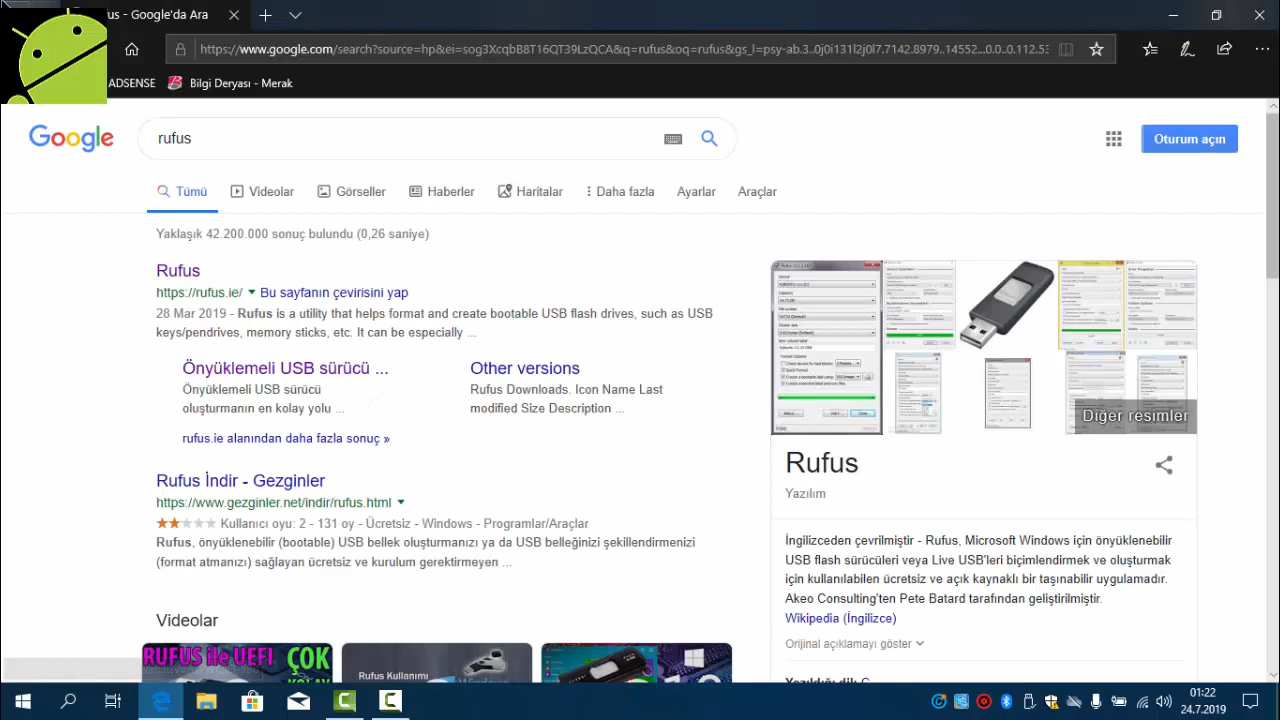 - Google'da Ara
https://www.google.com/search?source=hp&ei=sog3XcqbB8T16QT39LzQCA&q=rufus&oq=rufus&gs_l=psy-ab.3..0j0i131l2j0l7.7142.8979..14552...0.0..0.112.53
ADSENSE
Bilgi Deryası - Merak
Google
rufus
Oturum açın
Tümü
Videolar
Görseller
Haberler
Haritalar
Daha fazla
Ayarlar
Araçlar
Yaklaşık 42.200.000 sonuç bulundu (0,26 saniye)
Rufus
https://rufus.ie/ Bu sayfanın çevirisini yap
28 Mar 2019 - Rufus is a utility that helps format and create bootable USB flash drives, such as USB
keys/pendrives, memory sticks, etc. It can be especially ...
Önyüklemeli USB sürücü ...
Önyüklemeli USB sürücü
oluşturmanın en kolay yolu ...
Other versions
Rufus Downloads. Icon Name Last
modified Size Description ...
rufus.ie alanından daha fazla sonuç »
Rufus İndir - Gezginler
https://www.gezginler.net/indir/rufus.html
Kullanıcı oyu: 2 - 131 oy - Ücretsiz - Windows - Programlar/Araçlar
Rufus, önyüklenebilir (bootable) USB bellek oluşturmanızı ya da USB belleğinizi şekillendirmenizi
(format atmanızı) sağlayan ücretsiz ve kurulum gerektirmeyen ...
Videolar
RUFUS ile UEFI
ÇOK
KOLAY
Rufus Kullanımı
Diğer resimler
Rufus
Yazılım
İngilizceden çevrilmiştir - Rufus, Microsoft Windows için önyüklenebilir
USB flash sürücüleri veya Live USB'leri biçimlendirmek ve oluşturmak
için kullanılabilen ücretsiz ve açık kaynaklı bir taşınabilir uygulamadır.
Akeo Consulting'ten Pete Batard tarafından geliştirilmiştir.
Wikipedia (İngilizce)
Orijinal açıklamayı göster
Yazıldığı dil: C
01:22
24.7.2019